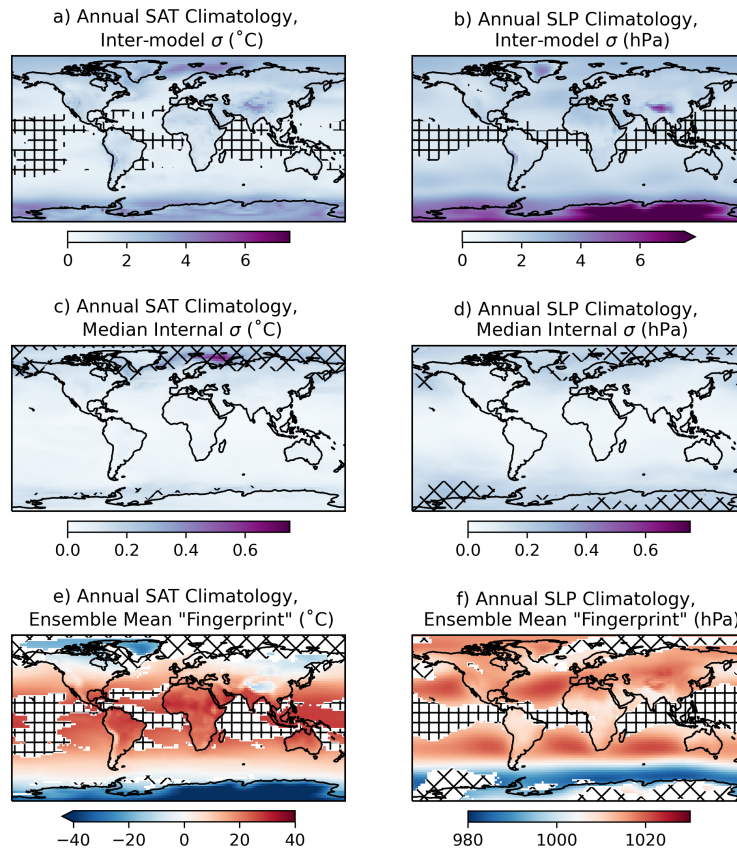 a) Annual SAT Climatology,
Inter-model σ (˚C)
b) Annual SLP Climatology,
Inter-model σ (hPa)
0 2 4 6
0 2 4 6
c) Annual SAT Climatology,
Median Internal σ (˚C)
d) Annual SLP Climatology,
Median Internal σ (hPa)
0.0 0.2 0.4 0.6
0.0 0.2 0.4 0.6
e) Annual SAT Climatology,
Ensemble Mean "Fingerprint" (˚C)
f) Annual SLP Climatology,
Ensemble Mean "Fingerprint" (hPa)
−40 −20 0 20 40
980 1000 1020